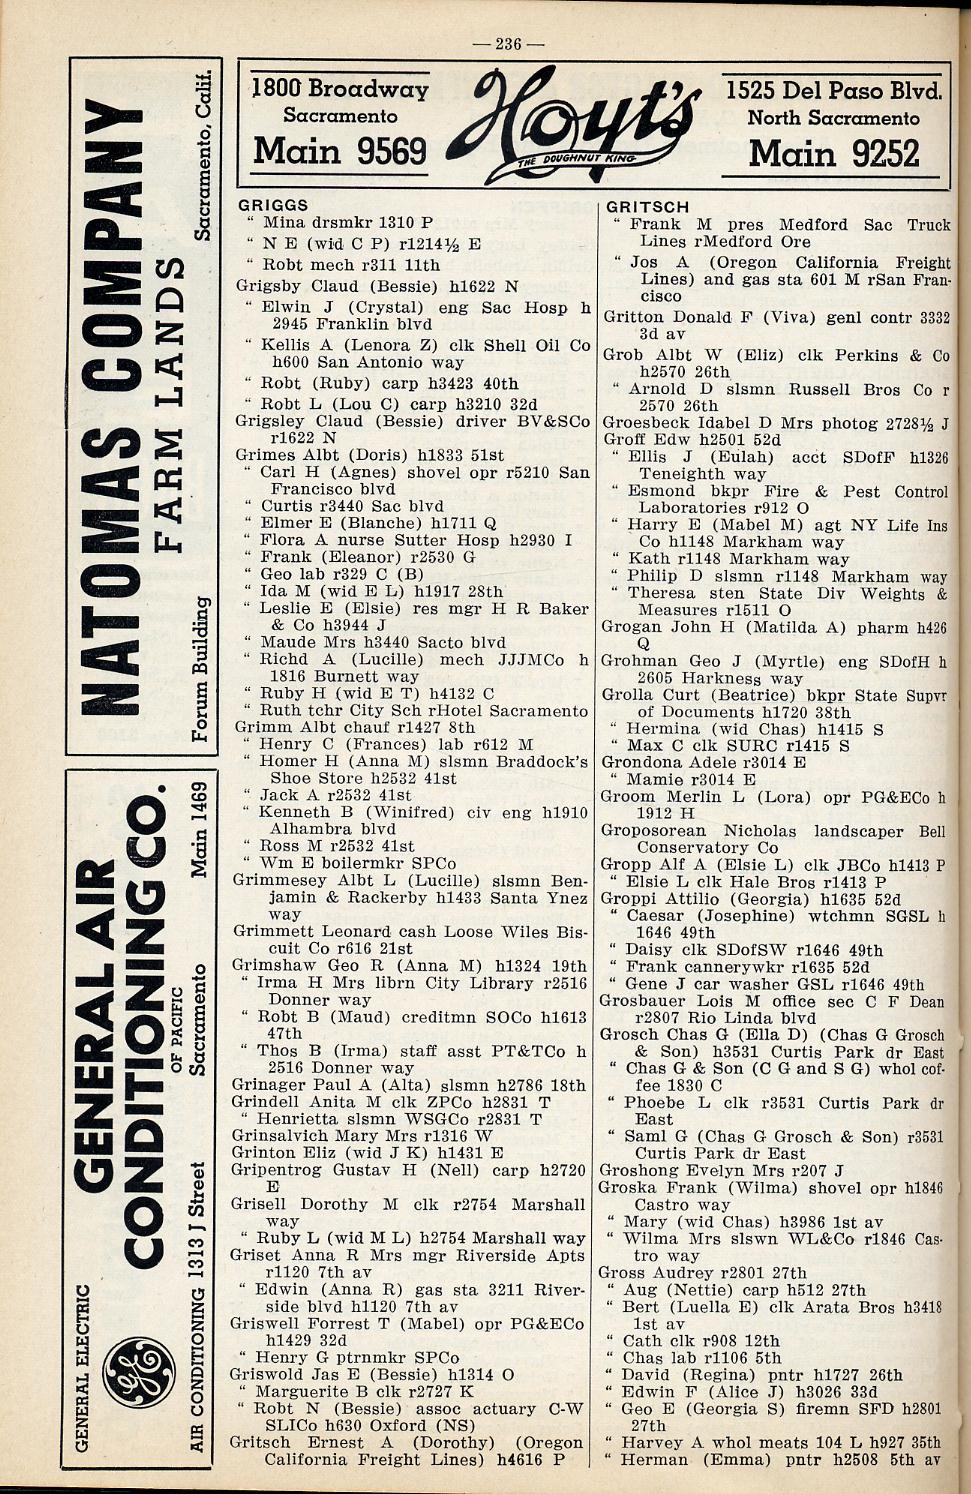 — 236 —
1800 Broadway
Sacramento
Main 9569
Hoyt's
THE DOUGHNUT KING
1525 Del Paso Blvd.
North Sacramento
Main 9252
NATOMAS COMPANY
FARM LANDS
Forum Building Sacramento, Calif.
GENERAL ELECTRIC
GE
GENERAL AIR
CONDITIONING CO.
OF PACIFIC
AIR CONDITIONING 1313 J Street Sacramento Main 1469
GRIGGS
" Mina drsmkr 1310 P
" N E (wid C P) r1214½ E
" Robt mech r311 11th
Grigsby Claud (Bessie) h1622 N
" Elwin J (Crystal) eng Sac Hosp h
2945 Franklin blvd
" Kellis A (Lenora Z) clk Shell Oil Co
h600 San Antonio way
" Robt (Ruby) carp h3423 40th
" Robt L (Lou C) carp h3210 32d
Grigsley Claud (Bessie) driver BV&SCo
r1622 N
Grimes Albt (Doris) h1833 51st
" Carl H (Agnes) shovel opr r5210 San
Francisco blvd
" Curtis r3440 Sac blvd
" Elmer E (Blanche) h1711 Q
" Flora A nurse Sutter Hosp h2930 I
" Frank (Eleanor) r2530 G
" Geo lab r329 C (B)
" Ida M (wid E L) h1917 28th
" Leslie E (Elsie) res mgr H R Baker
& Co h3944 J
" Maude Mrs h3440 Sacto blvd
" Richd A (Lucille) mech JJJMCo h
1816 Burnett way
" Ruby H (wid E T) h4132 C
" Ruth tchr City Sch rHotel Sacramento
Grimm Albt chauf r1427 8th
" Henry C (Frances) lab r612 M
" Homer H (Anna M) slsmn Braddock's
Shoe Store h2532 41st
" Jack A r2532 41st
" Kenneth B (Winifred) civ eng h1910
Alhambra blvd
" Ross M r2532 41st
" Wm E boilermkr SPCo
Grimmesey Albt L (Lucille) slsmn Ben-
jamin & Rackerby h1433 Santa Ynez
way
Grimmett Leonard cash Loose Wiles Bis-
cuit Co r616 21st
Grimshaw Geo R (Anna M) h1324 19th
" Irma H Mrs librn City Library r2516
Donner way
" Robt B (Maud) creditmn SOCo h1613
47th
" Thos B (Irma) staff asst PT&TCo h
2516 Donner way
Grinager Paul A (Alta) slsmn h2786 18th
Grindell Anita M clk ZPCo h2831 T
" Henrietta slsmn WSGCo r2831 T
Grinsalvich Mary Mrs r1316 W
Grinton Eliz (wid J K) h1431 E
Gripentrog Gustav H (Nell) carp h2720
E
Grisell Dorothy M clk r2754 Marshall
way
" Ruby L (wid M L) h2754 Marshall way
Griset Anna R Mrs mgr Riverside Apts
r1120 7th av
" Edwin (Anna R) gas sta 3211 River-
side blvd h1120 7th av
Griswell Forrest T (Mabel) opr PG&ECo
h1429 32d
" Henry G ptrnmkr SPCo
Griswold Jas E (Bessie) h1314 O
" Marguerite B clk r2727 K
" Robt N (Bessie) assoc actuary C-W
SLICo h630 Oxford (NS)
Gritsch Ernest A (Dorothy) (Oregon
California Freight Lines) h4616 P
GRITSCH
" Frank M pres Medford Sac Truck
Lines rMedford Ore
" Jos A (Oregon California Freight
Lines) and gas sta 601 M rSan Fran-
cisco
Gritton Donald F (Viva) genl contr 3332
3d av
Grob Albt W (Eliz) clk Perkins & Co
h2570 26th
" Arnold D slsmn Russell Bros Co r
2570 26th
Groesbeck Idabel D Mrs photog 2728½ J
Groff Edw h2501 52d
" Ellis J (Eulah) acct SDofF h1326
Teneighth way
" Esmond bkpr Fire & Pest Control
Laboratories r912 O
" Harry E (Mabel M) agt NY Life Ins
Co h1148 Markham way
" Kath r1148 Markham way
" Philip D slsmn r1148 Markham way
" Theresa sten State Div Weights &
Measures r1511 O
Grogan John H (Matilda A) pharm h426
Q
Grohman Geo J (Myrtle) eng SDofH h
2605 Harkness way
Grolla Curt (Beatrice) bkpr State Supvr
of Documents h1720 38th
" Hermina (wid Chas) h1415 S
" Max C clk SURC r1415 S
Grondona Adele r3014 E
" Mamie r3014 E
Groom Merlin L (Lora) opr PG&ECo h
1912 H
Groposorean Nicholas landscaper Bell
Conservatory Co
Gropp Alf A (Elsie L) clk JBCo h1413 P
" Elsie L clk Hale Bros r1413 P
Groppi Attilio (Georgia) h1635 52d
" Caesar (Josephine) wtchmn SGSL h
1646 49th
" Daisy clk SDofSW r1646 49th
" Frank cannerywkr r1635 52d
" Gene J car washer GSL r1646 49th
Grosbauer Lois M office sec C F Dean
r2807 Rio Linda blvd
Grosch Chas G (Ella D) (Chas G Grosch
& Son) h3531 Curtis Park dr East
" Chas G & Son (C G and S G) whol cof-
fee 1830 C
" Phoebe L clk r3531 Curtis Park dr
East
" Saml G (Chas G Grosch & Son) r3531
Curtis Park dr East
Groshong Evelyn Mrs r207 J
Groska Frank (Wilma) shovel opr h1846
Castro way
" Mary (wid Chas) h3986 1st av
" Wilma Mrs slswn WL&Co r1846 Cas-
tro way
Gross Audrey r2801 27th
" Aug (Nettie) carp h512 27th
" Bert (Luella E) clk Arata Bros h3418
1st av
" Cath clk r908 12th
" Chas lab r1106 5th
" David (Regina) pntr h1727 26th
" Edwin F (Alice J) h3026 33d
" Geo E (Georgia S) firemn SFD h2801
27th
" Harvey A whol meats 104 L h927 35th
" Herman (Emma) pntr h2508 5th av